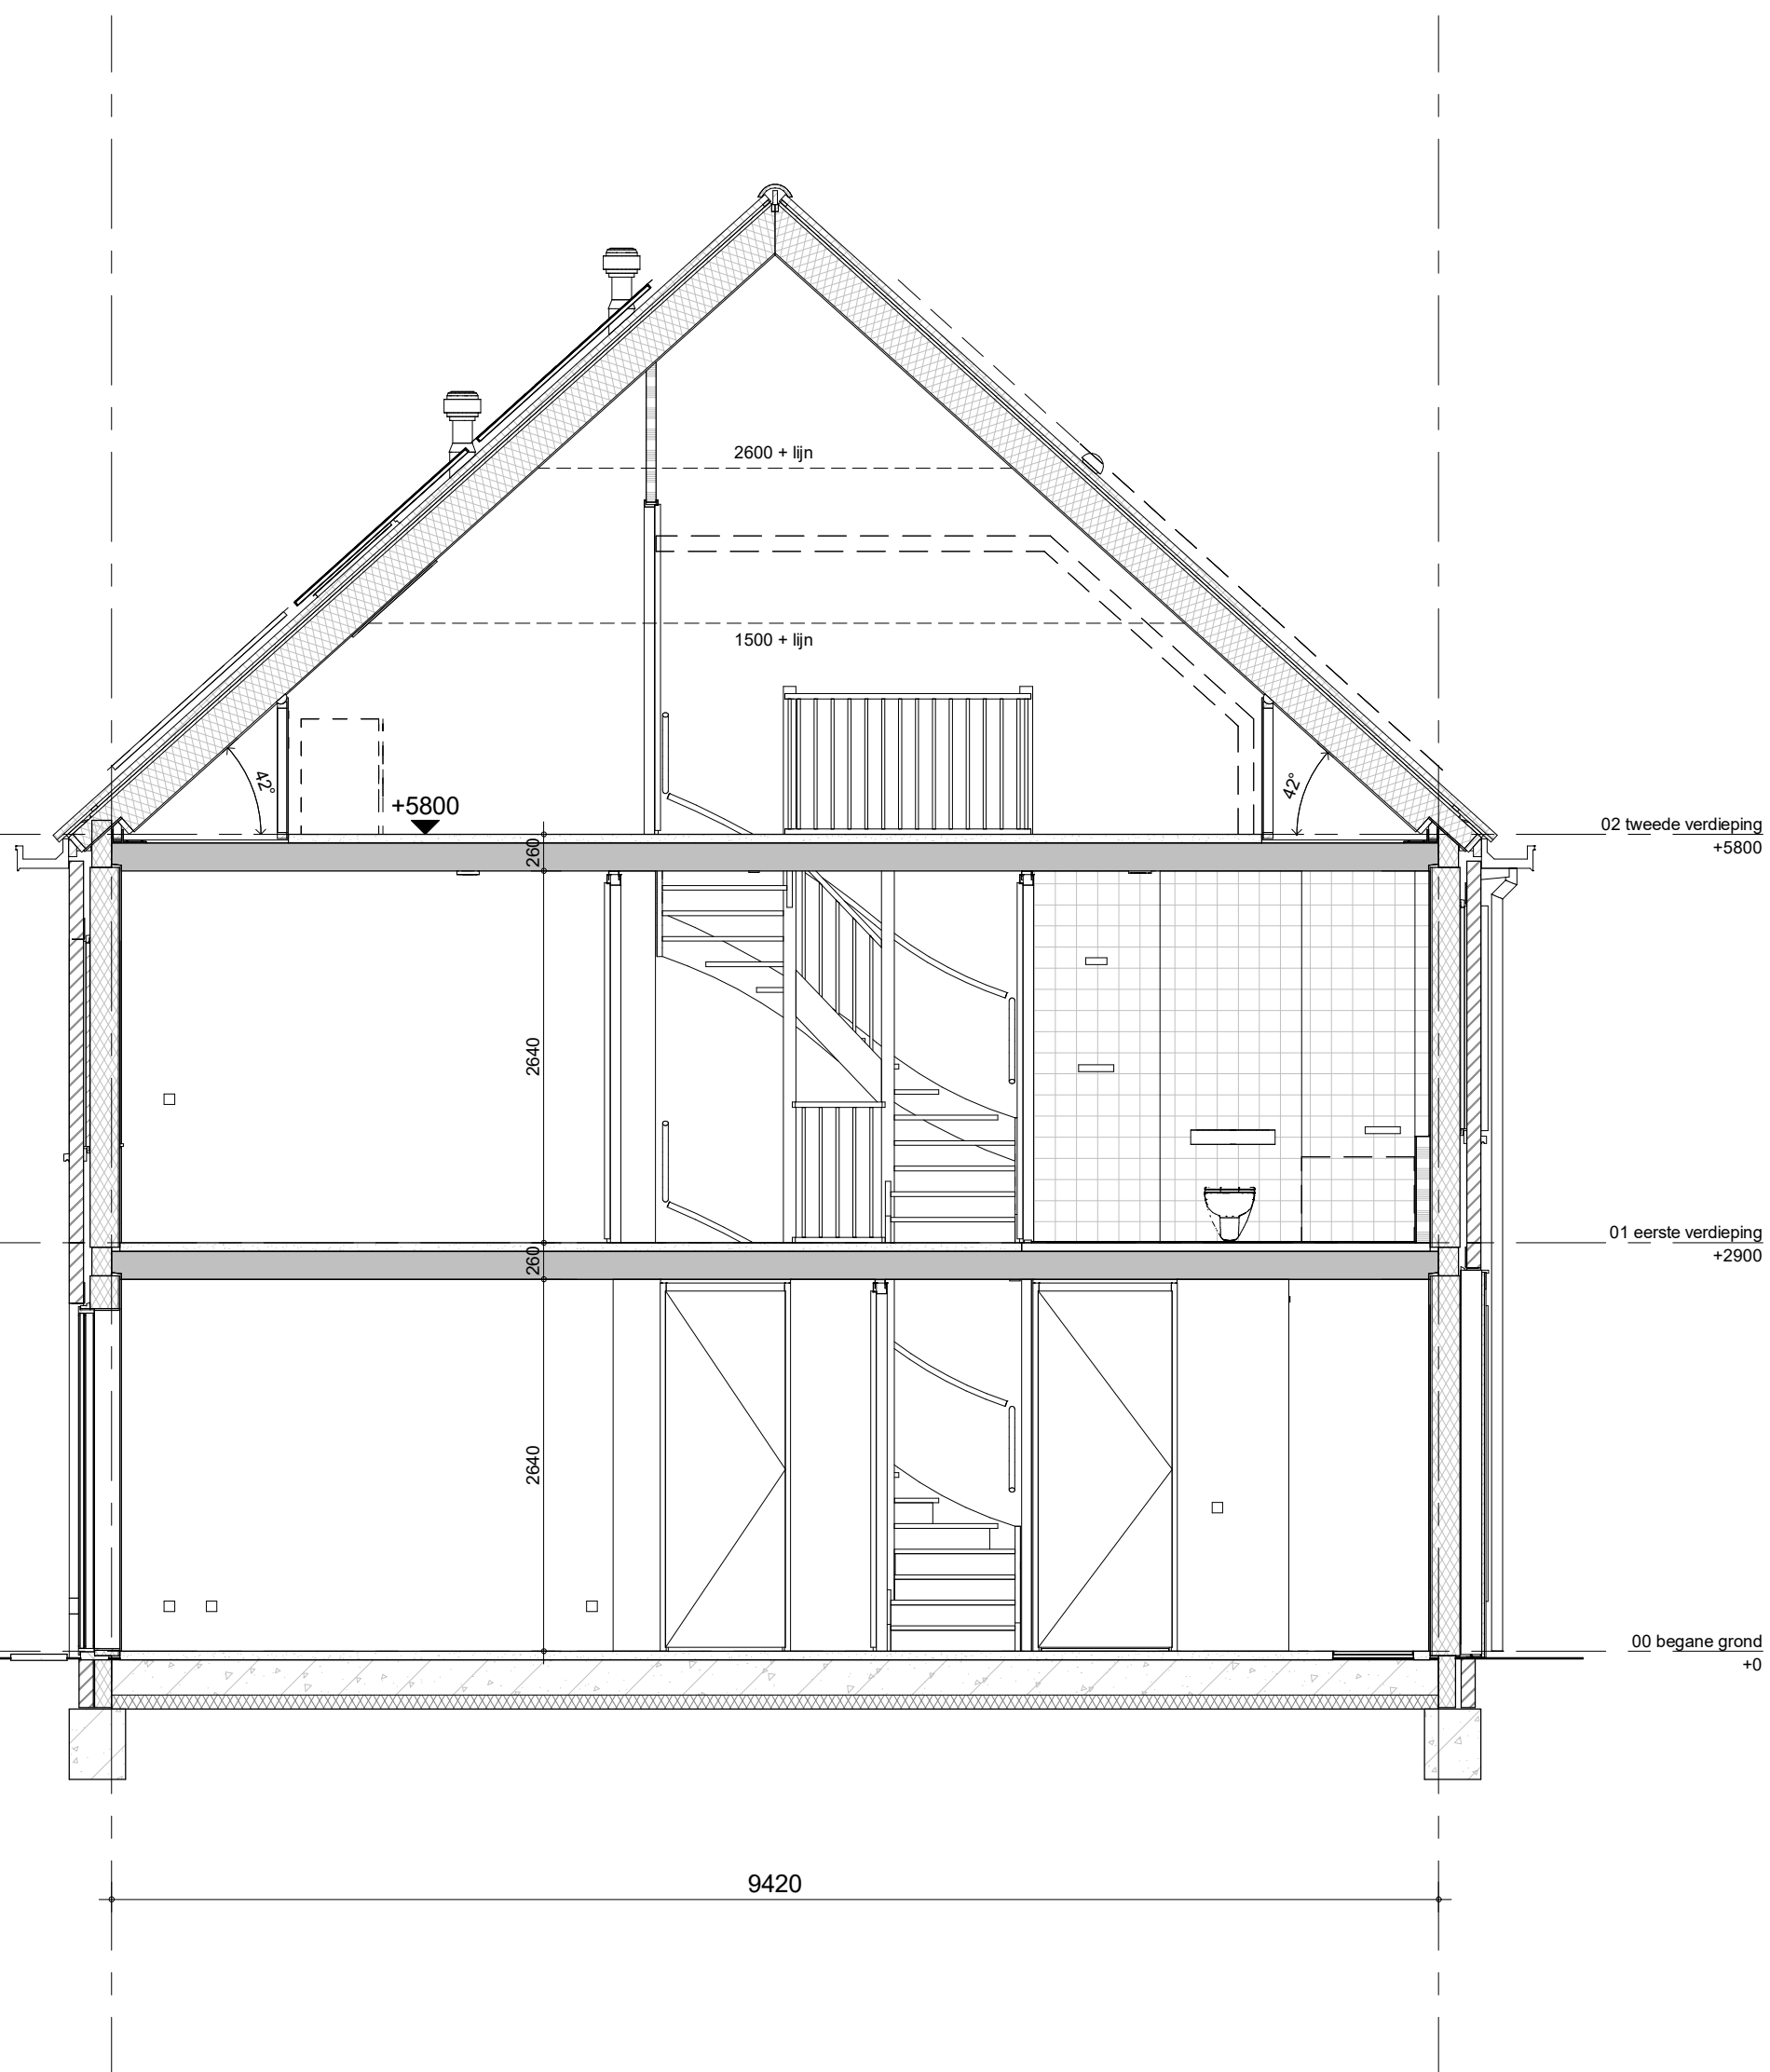 2600 + lijn
1500 + lijn
42°
42°
+5800
02 tweede verdieping
+5800
260
2640
01 eerste verdieping
+2900
260
2640
00 begane grond
+0
9420